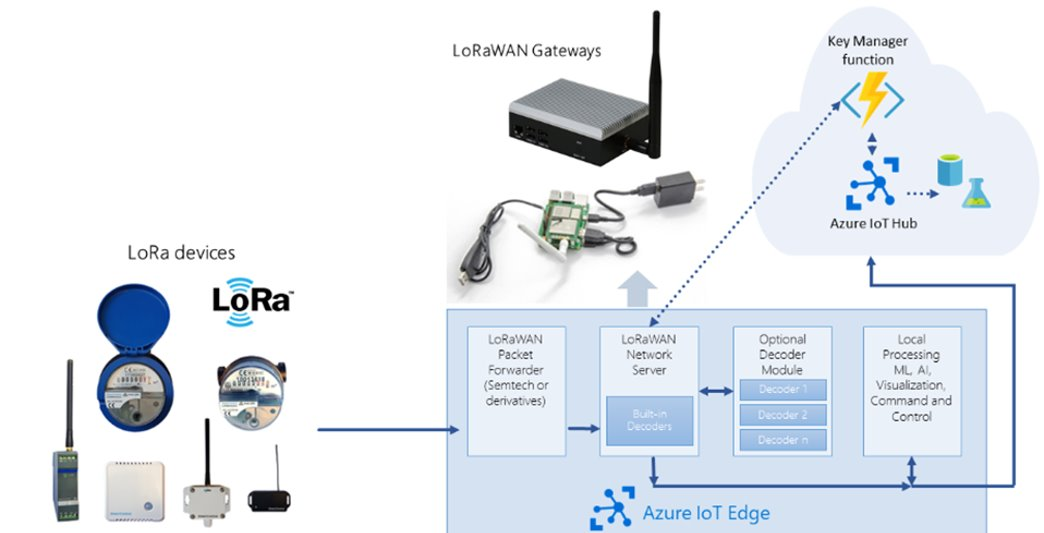 LoRaWAN Gateways
Key Manager
function
Azure IoT Hub
LoRa devices
LoRa™
LoRaWAN
Packet
Forwarder
(Semtech or
derivatives)
LoRaWAN
Network
Server
Built-in
Decoders
Optional
Decoder
Module
Decoder 1
Decoder 2
Decoder n
Local
Processing
ML, AI,
Visualization,
Command and
Control
Azure IoT Edge